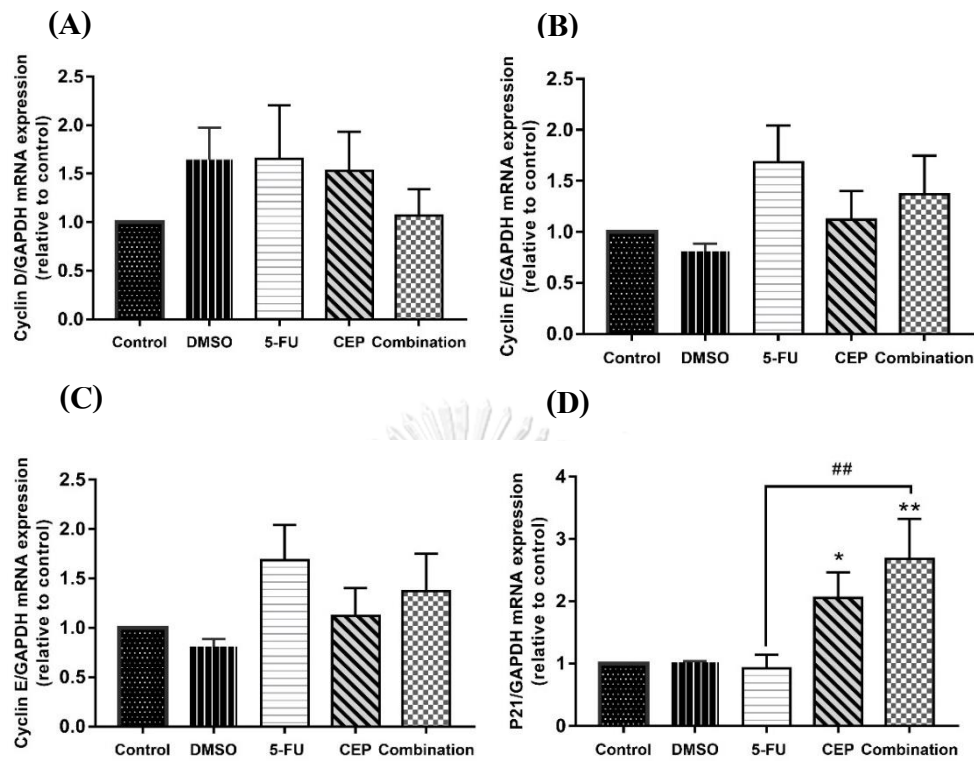 (A)
Cyclin D/GAPDH mRNA expression
(relative to control)
2.5
2.0
1.5
1.0
0.5
0.0
Control DMSO 5-FU CEP Combination
(B)
Cyclin E/GAPDH mRNA expression
(relative to control)
2.5
2.0
1.5
1.0
0.5
0.0
Control DMSO 5-FU CEP Combination
(C)
Cyclin E/GAPDH mRNA expression
(relative to control)
2.5
2.0
1.5
1.0
0.5
0.0
Control DMSO 5-FU CEP Combination
(D)
P21/GAPDH mRNA expression
(relative to control)
4
3
2
1
0
##
*
**
Control DMSO 5-FU CEP Combination